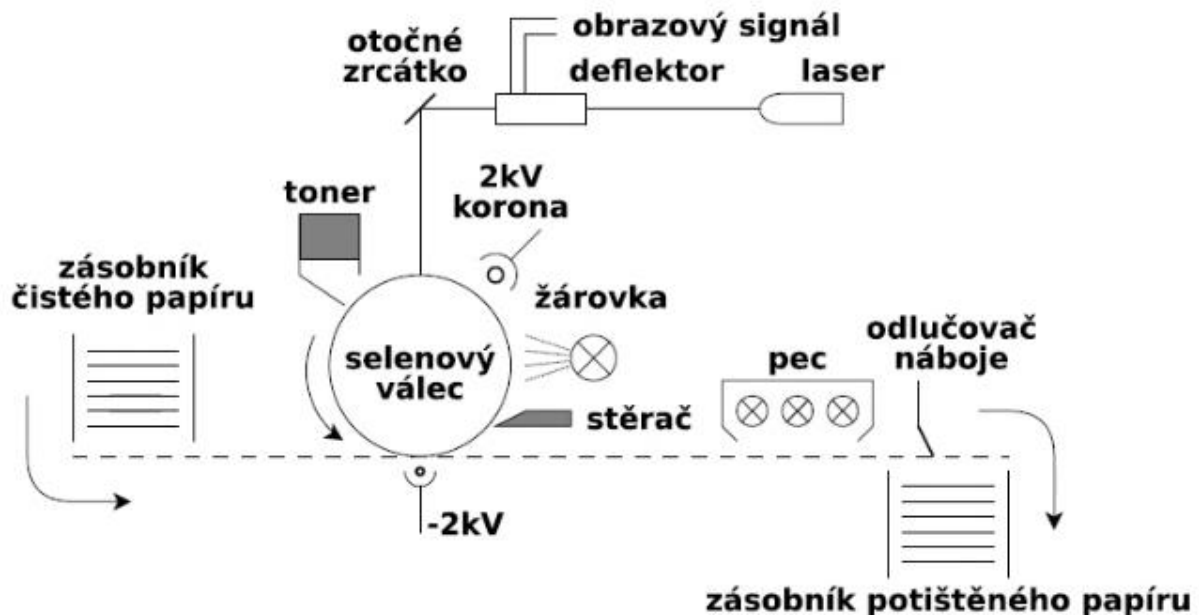 obrazový signál
otočné
zrcátko
deflektor
laser
2kV
korona
toner
zásobník
čistého papíru
žárovka
odlučovač
náboje
selenový
válec
pec
stěrač
-2kV
zásobník potištěného papíru